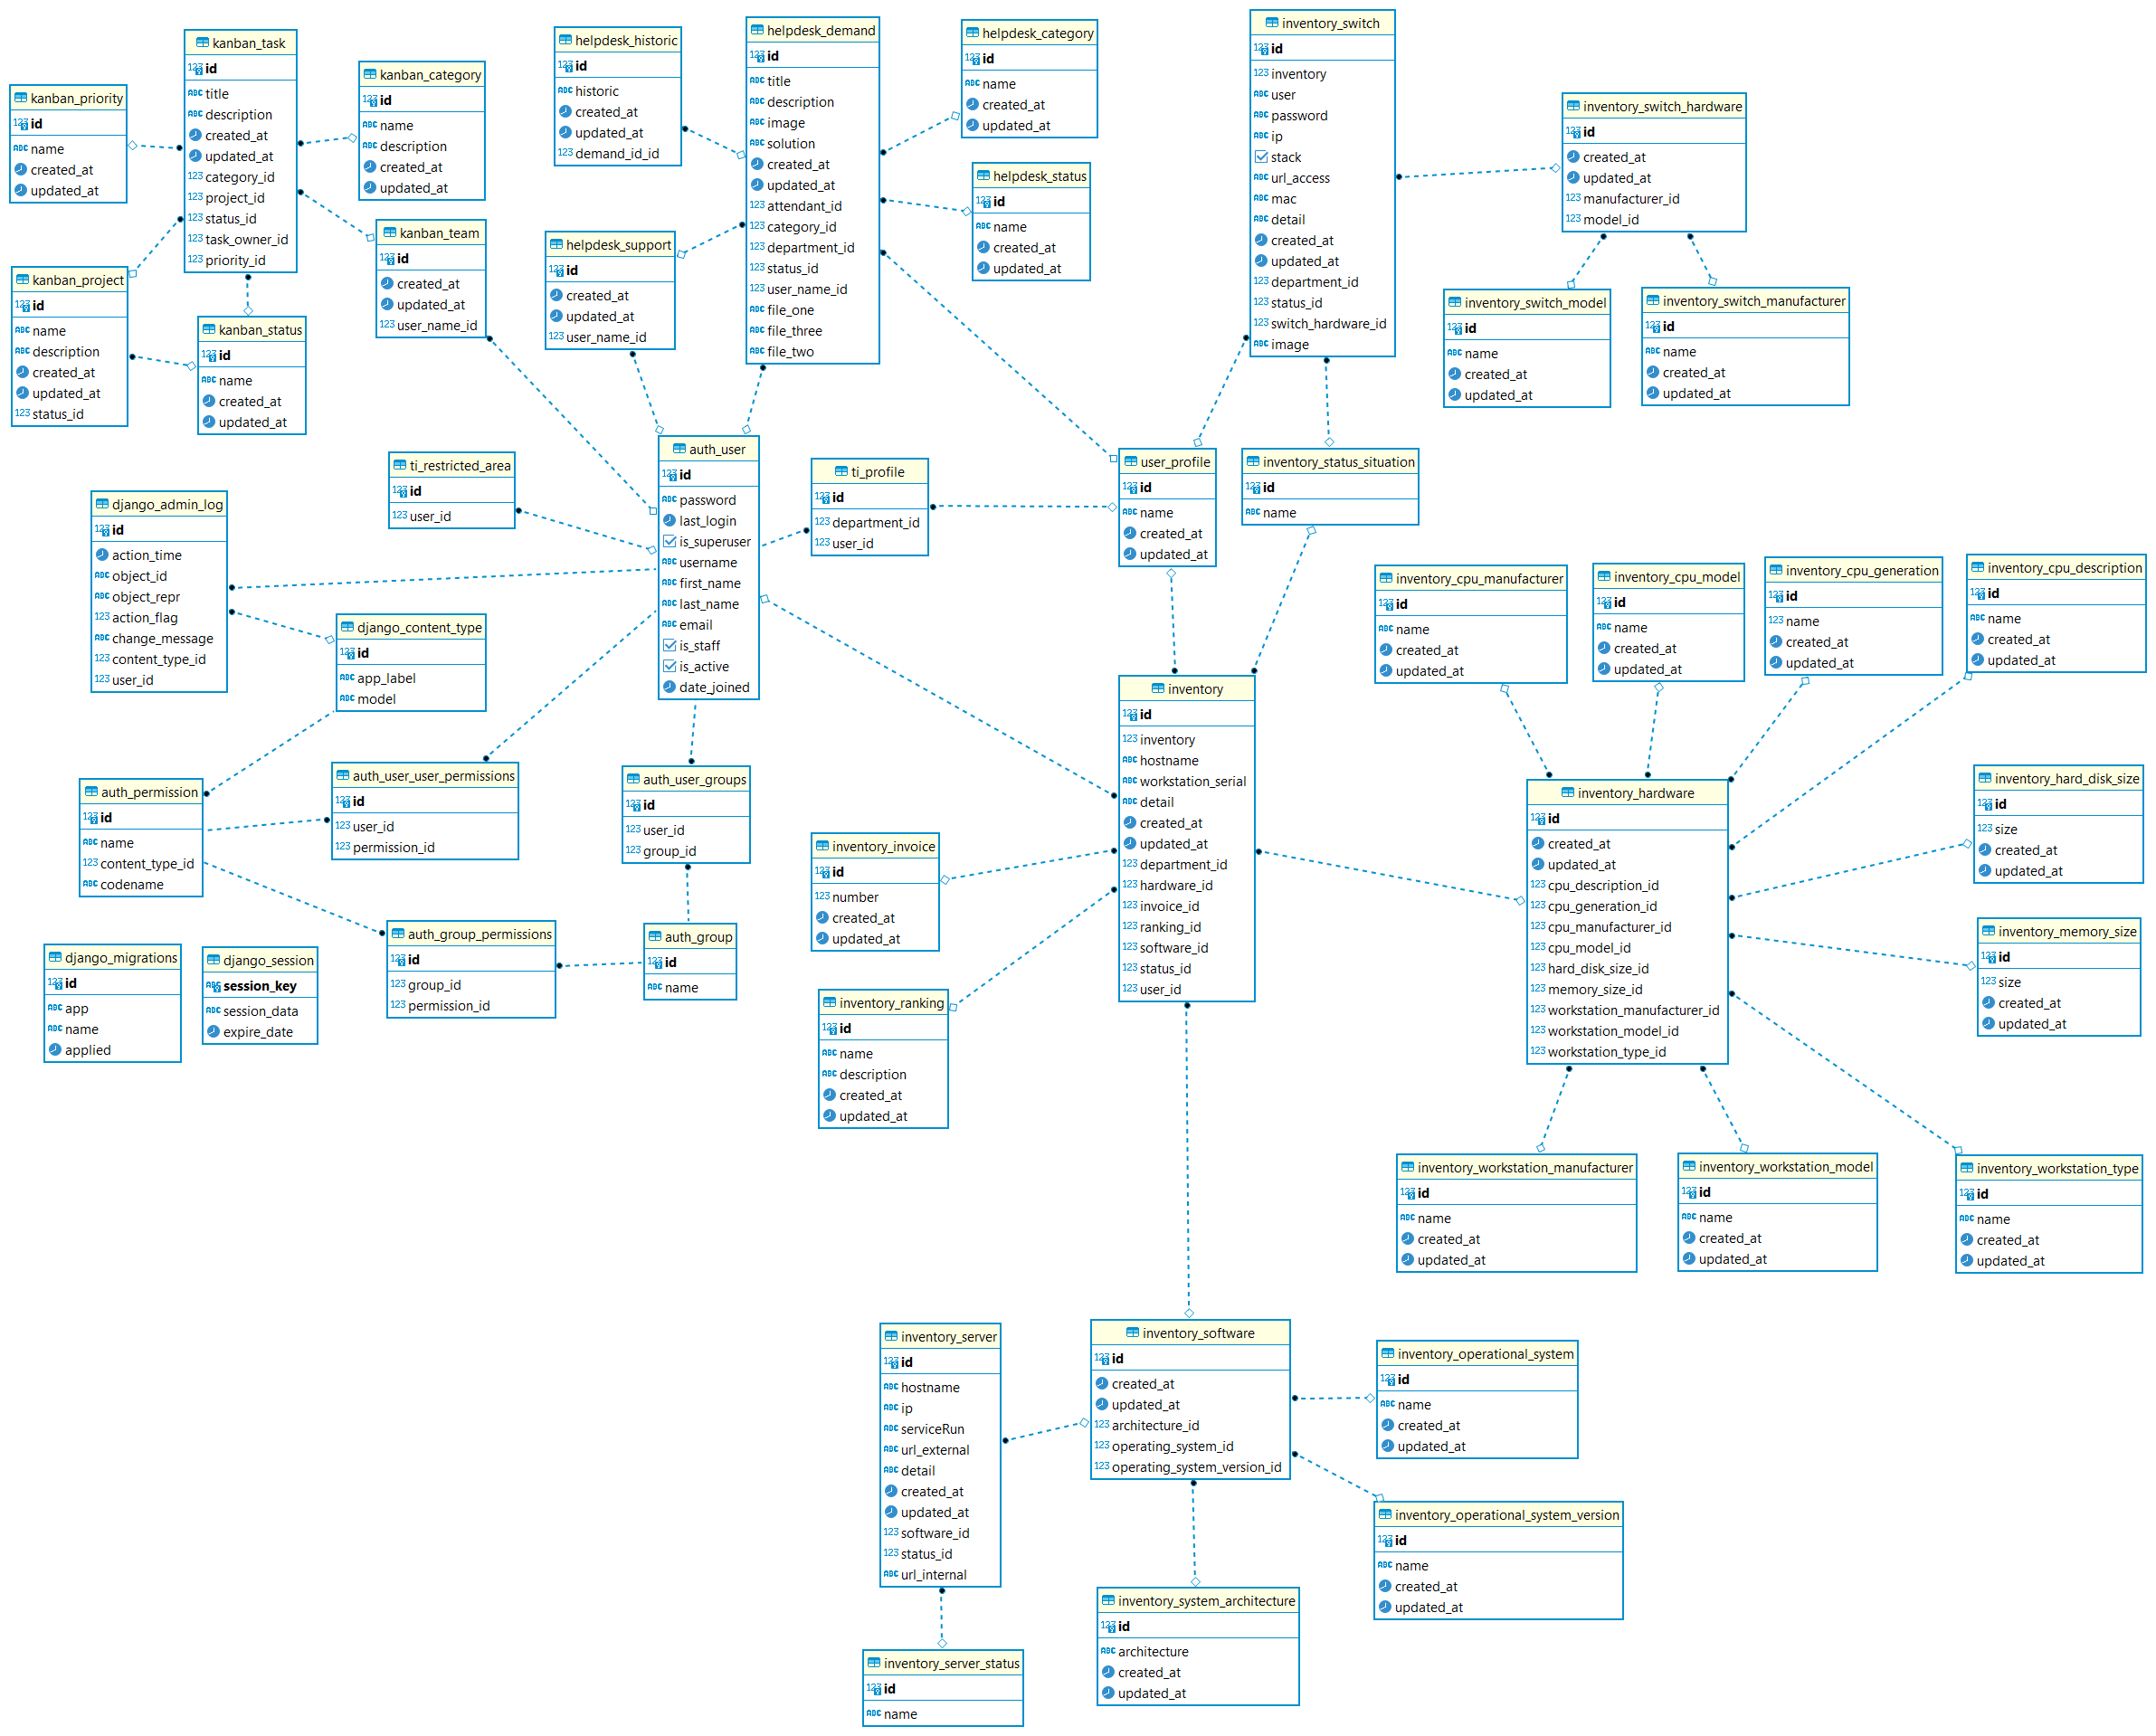 kanban_task
id
title
description
created_at
updated_at
category_id
project_id
status_id
task_owner_id
priority_id
kanban_priority
id
name
created_at
updated_at
kanban_category
id
name
description
created_at
updated_at
kanban_team
id
created_at
updated_at
user_name_id
kanban_project
id
name
description
created_at
updated_at
status_id
kanban_status
id
name
created_at
updated_at
helpdesk_historic
id
historic
created_at
updated_at
demand_id_id
helpdesk_demand
id
title
description
image
solution
created_at
updated_at
attendant_id
category_id
department_id
status_id
user_name_id
file_one
file_three
file_two
helpdesk_category
id
name
created_at
updated_at
helpdesk_status
id
name
created_at
updated_at
helpdesk_support
id
created_at
updated_at
user_name_id
inventory_switch
id
inventory
user
password
ip
stack
url_access
mac
detail
created_at
updated_at
department_id
status_id
switch_hardware_id
image
inventory_switch_hardware
id
created_at
updated_at
manufacturer_id
model_id
inventory_switch_model
id
name
created_at
updated_at
inventory_switch_manufacturer
id
name
created_at
updated_at
ti_restricted_area
id
user_id
auth_user
id
password
last_login
is_superuser
username
first_name
last_name
email
is_staff
is_active
date_joined
ti_profile
id
department_id
user_id
user_profile
id
name
created_at
updated_at
inventory_status_situation
id
name
django_admin_log
id
action_time
object_id
object_repr
action_flag
change_message
content_type_id
user_id
django_content_type
id
app_label
model
auth_permission
id
name
content_type_id
codename
auth_user_user_permissions
id
user_id
permission_id
auth_user_groups
id
user_id
group_id
auth_group_permissions
id
group_id
permission_id
auth_group
id
name
django_migrations
id
app
name
applied
django_session
session_key
session_data
expire_date
inventory
id
inventory
hostname
workstation_serial
detail
created_at
updated_at
department_id
hardware_id
invoice_id
ranking_id
software_id
status_id
user_id
inventory_invoice
id
number
created_at
updated_at
inventory_ranking
id
name
description
created_at
updated_at
inventory_cpu_manufacturer
id
name
created_at
updated_at
inventory_cpu_model
id
name
created_at
updated_at
inventory_cpu_generation
id
name
created_at
updated_at
inventory_cpu_description
id
name
created_at
updated_at
inventory_hardware
id
created_at
updated_at
cpu_description_id
cpu_generation_id
cpu_manufacturer_id
cpu_model_id
hard_disk_size_id
memory_size_id
workstation_manufacturer_id
workstation_model_id
workstation_type_id
inventory_hard_disk_size
id
size
created_at
updated_at
inventory_memory_size
id
size
created_at
updated_at
inventory_workstation_manufacturer
id
name
created_at
updated_at
inventory_workstation_model
id
name
created_at
updated_at
inventory_workstation_type
id
name
created_at
updated_at
inventory_server
id
hostname
ip
serviceRun
url_external
detail
created_at
updated_at
software_id
status_id
url_internal
inventory_software
id
created_at
updated_at
architecture_id
operating_system_id
operating_system_version_id
inventory_operational_system
id
name
created_at
updated_at
inventory_operational_system_version
id
name
created_at
updated_at
inventory_system_architecture
id
architecture
created_at
updated_at
inventory_server_status
id
name